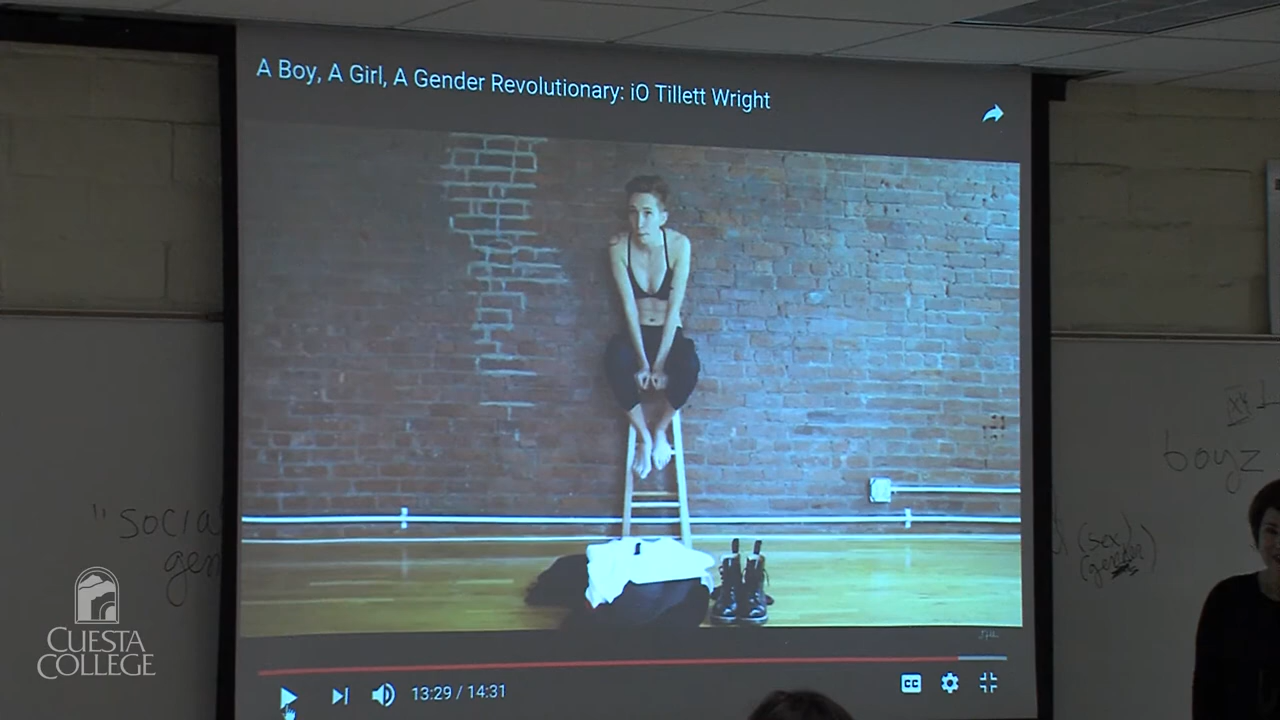 A Boy, A Girl, A Gender Revolutionary: iO Tillett Wright
boyz
"socia
gen
(sex)
(gender)
CUESTA
COLLEGE
13:29 / 14:31
CC